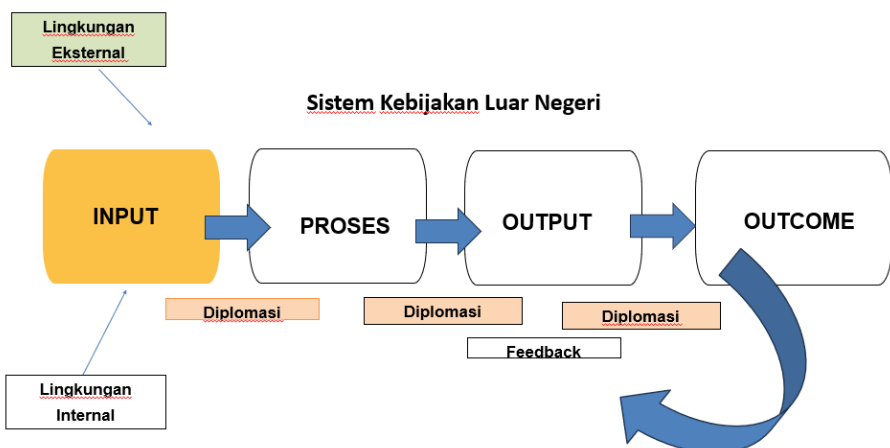 Lingkungan
Eksternal
Sistem Kebijakan Luar Negeri
INPUT
PROSES
OUTPUT
OUTCOME
Diplomasi
Diplomasi
Diplomasi
Feedback
Lingkungan
Internal